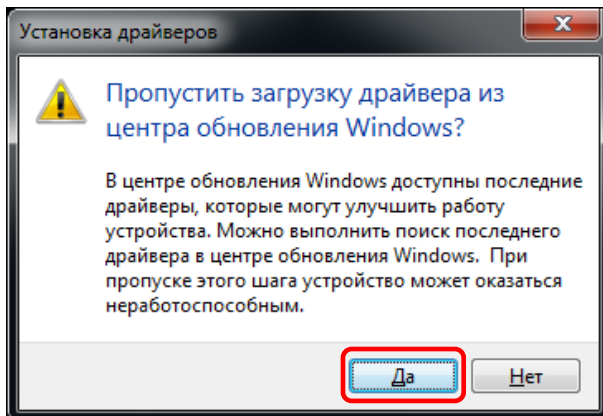 Установка драйверов
Пропустить загрузку драйвера из
центра обновления Windows?
В центре обновления Windows доступны последние
драйверы, которые могут улучшить работу
устройства. Можно выполнить поиск последнего
драйвера в центре обновления Windows.  При
пропуске этого шага устройство может оказаться
неработоспособным.
Да
Нет